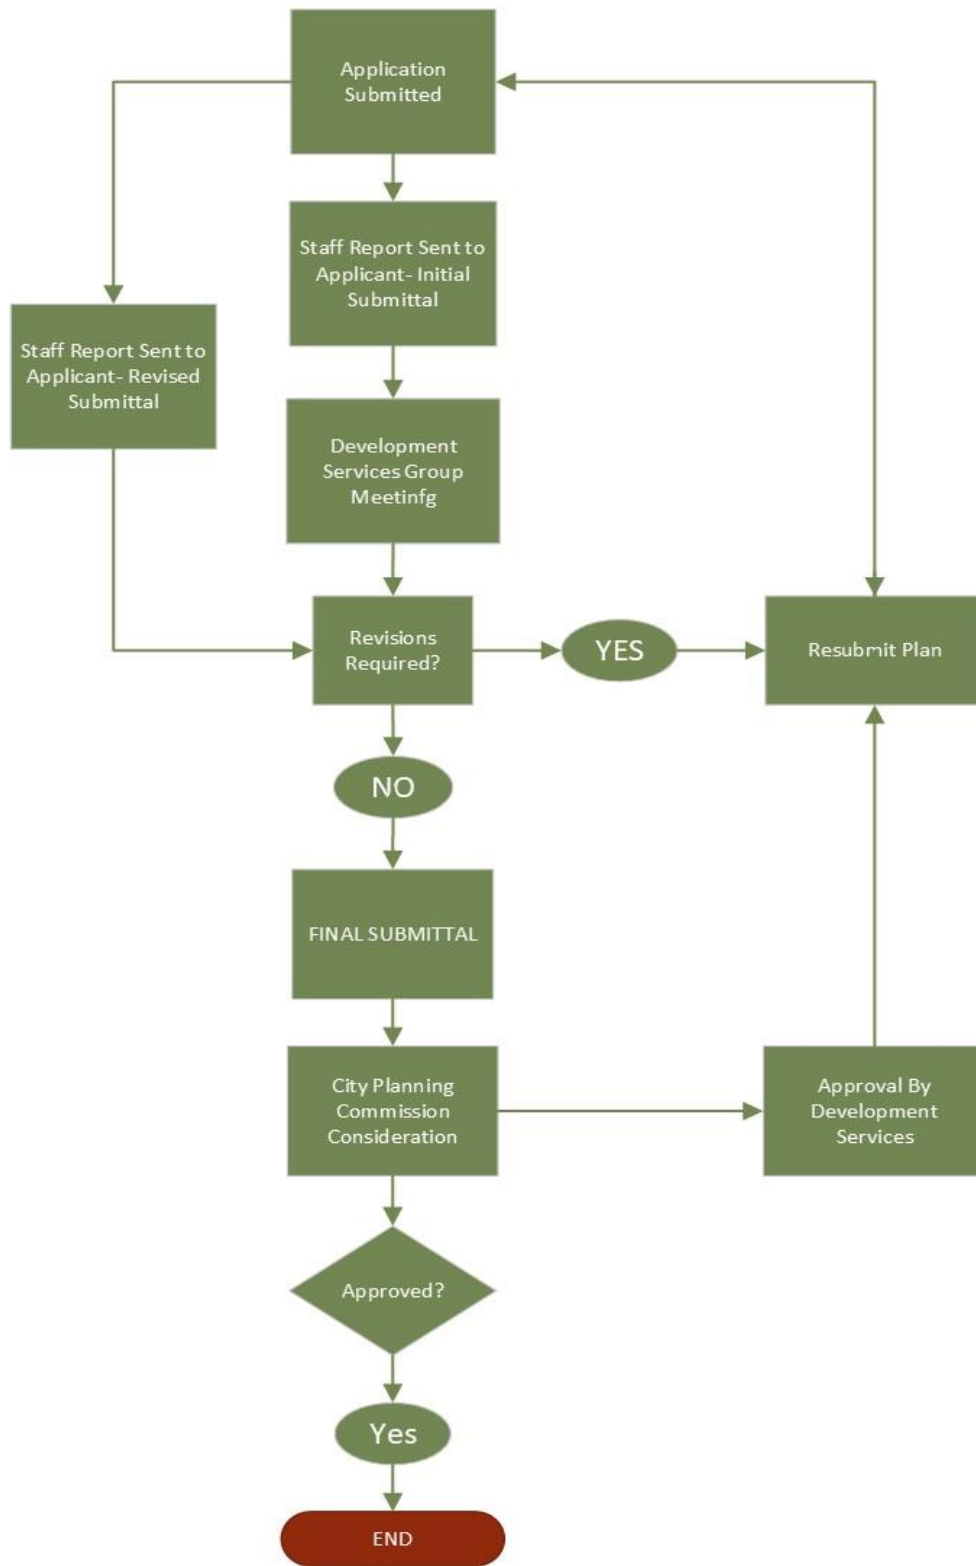 Application
Submitted
Staff Report Sent to
Applicant- Initial
Submittal
Staff Report Sent to
Applicant- Revised
Submittal
Development
Services Group
Meetinfg
Revisions
Required?
YES
Resubmit Plan
NO
FINAL SUBMITTAL
City Planning
Commission
Consideration
Approval By
Development
Services
Approved?
Yes
END